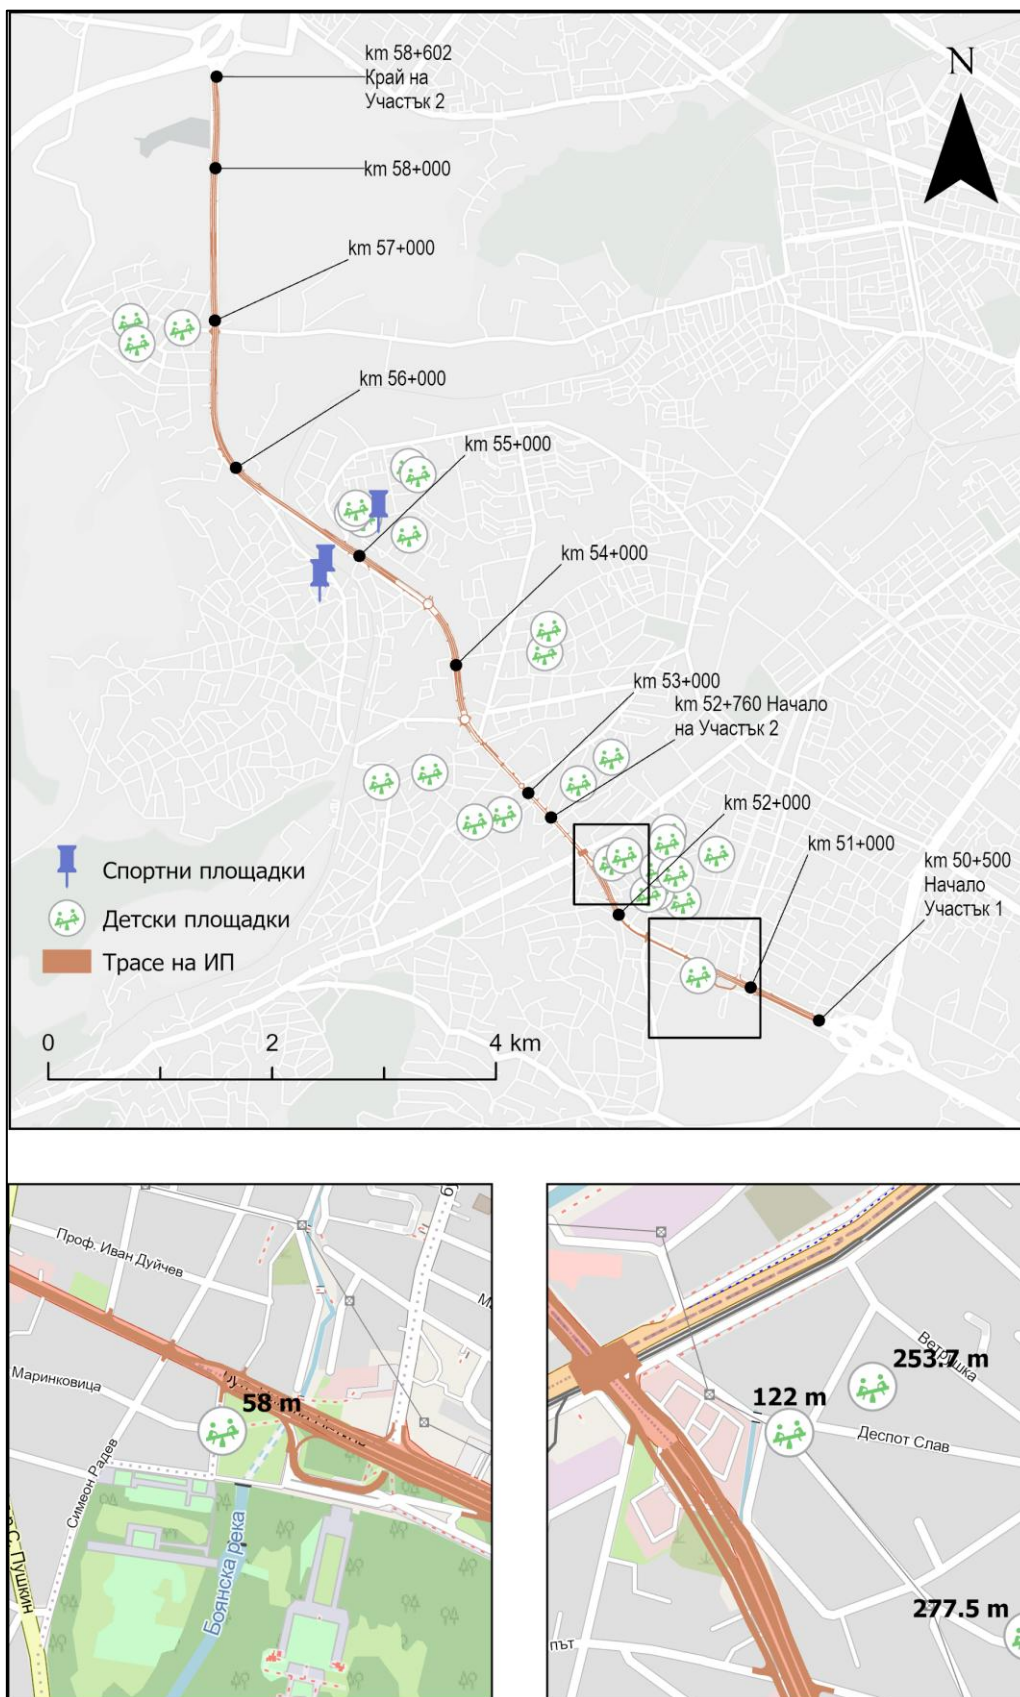 km 58+602
Край на
Участък 2
N
km 58+000
km 57+000
km 56+000
km 55+000
km 54+000
km 53+000
km 52+760 Начало
на Участък 2
km 52+000
km 51+000
km 50+500
Начало
Участък 1
Спортни площадки
Детски площадки
Трасе на ИП
0 2 4 km
Проф. Иван Дуйчев
Маринковица
58 m
Симеон Радев
Пушкин
Боянска река
253.7 m
122 m
Деспот Слав
277.5 m
път